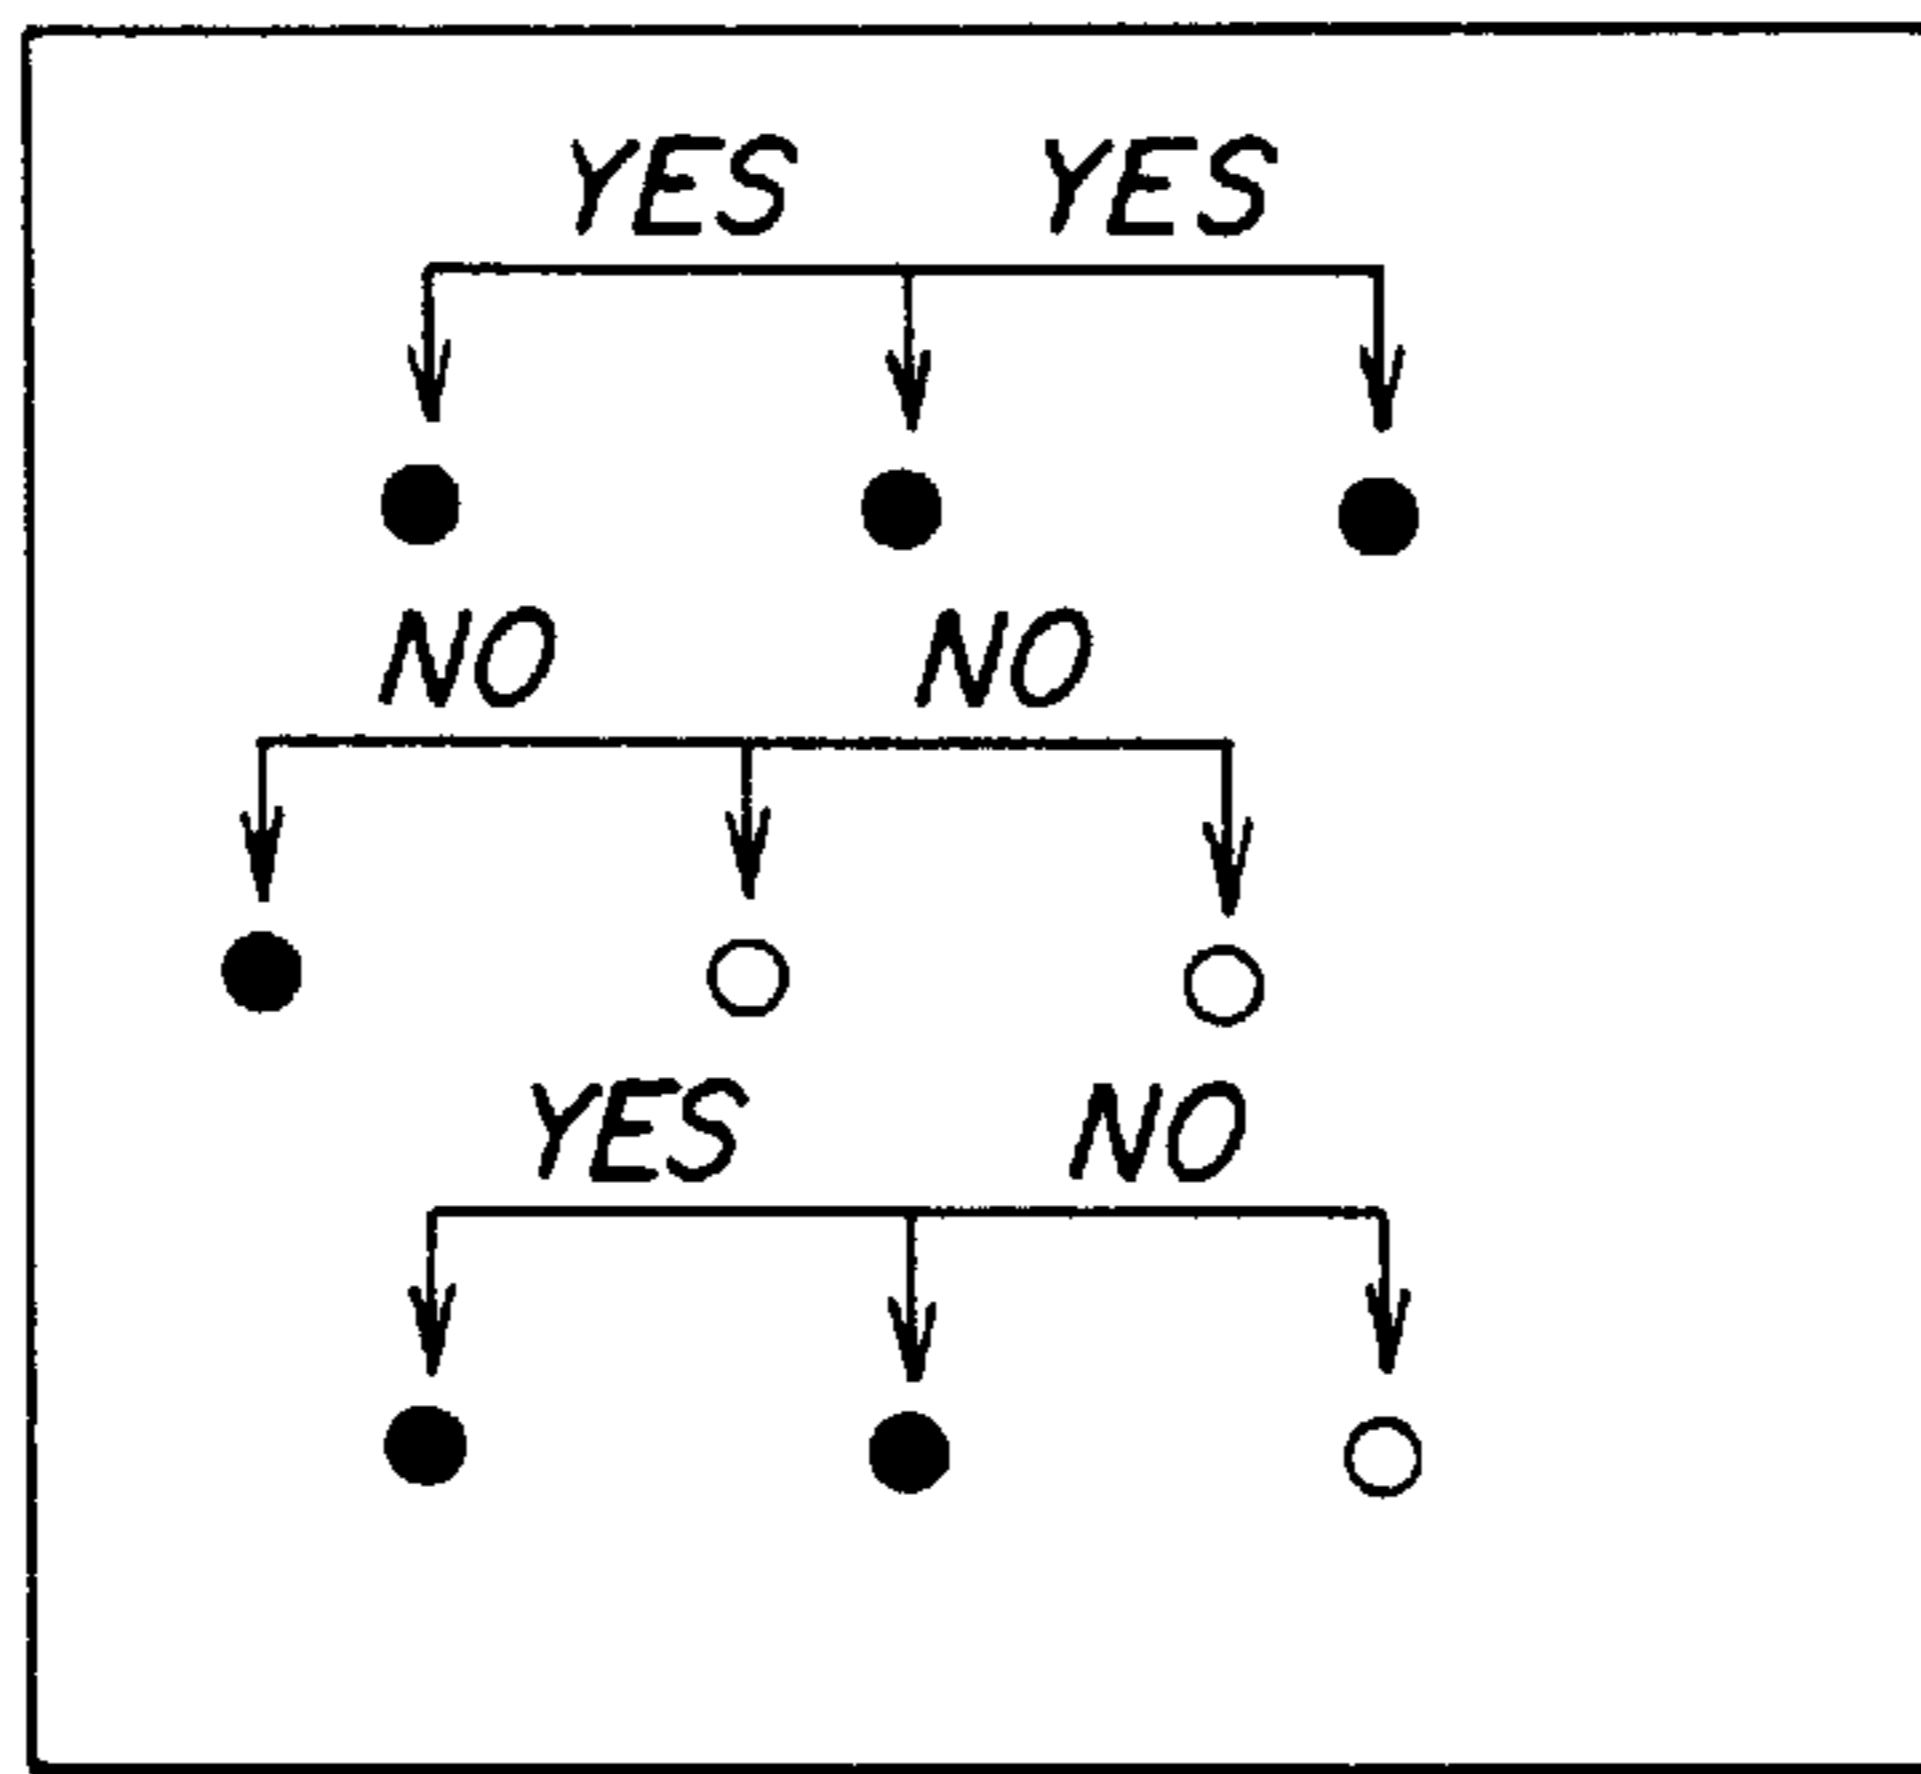 YES YES
NO NO
YES NO